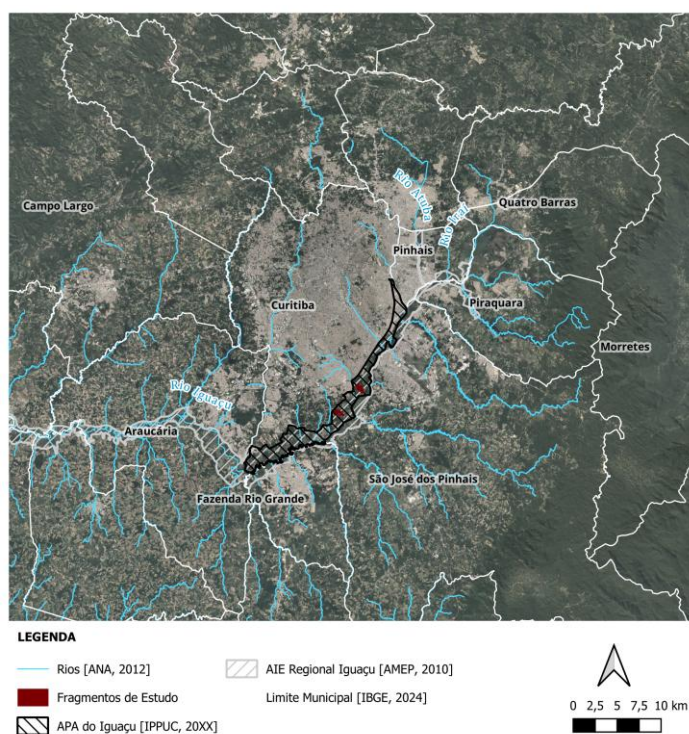 Rio Atuba
Rio Iraí
Campo Largo
Quatro Barras
Pinhais
Curitiba
Piraquara
Morretes
Rio Iguaçu
Araucária
São José dos Pinhais
Fazenda Rio Grande
LEGENDA
Rios [ANA, 2012]
AIE Regional Iguaçu [AMEP, 2010]
Fragmentos de Estudo
Limite Municipal [IBGE, 2024]
APA do Iguaçu [IPPUC, 20XX]
0 2,5 5 7,5 10 km